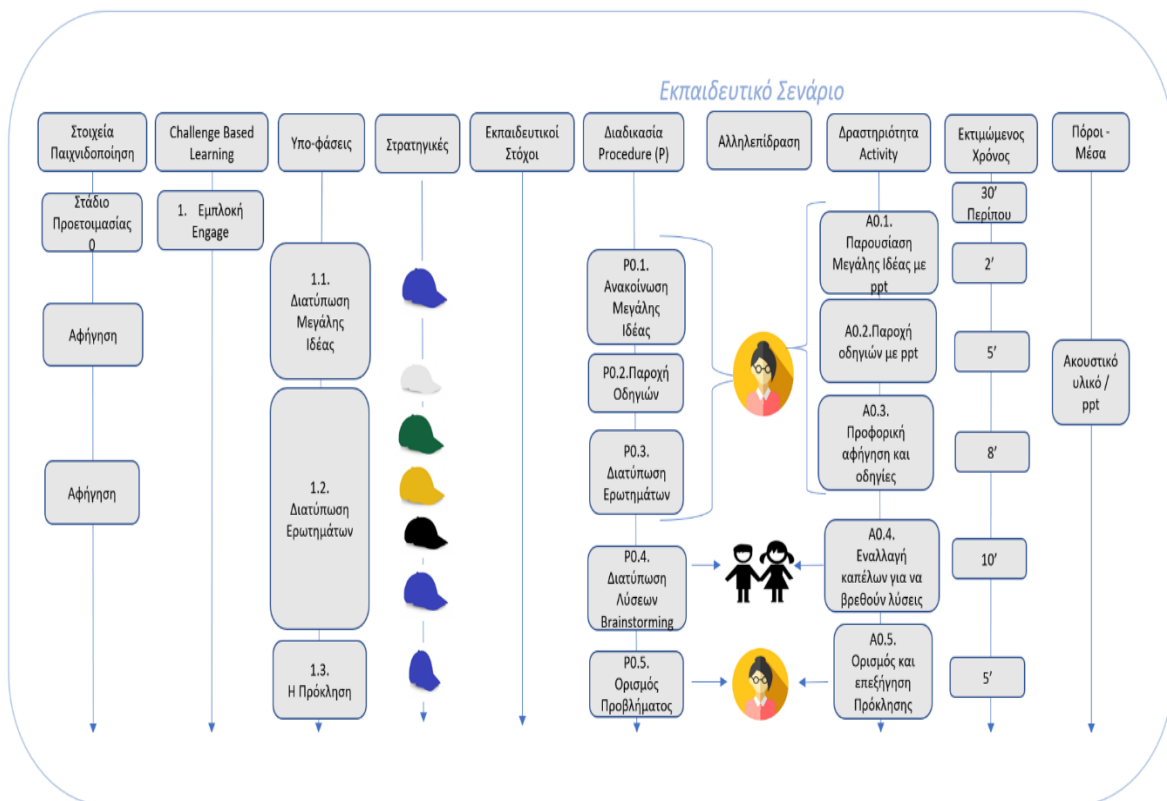 Εκπαιδευτικό Σενάριο
Στοιχεία
Παιχνιδοποίηση
Challenge Based
Learning
Υπο-φάσεις
Στρατηγικές
Εκπαιδευτικοί
Στόχοι
Διαδικασία
Procedure (P)
Αλληλεπίδραση
Δραστηριότητα
Activity
Εκτιμώμενος
Χρόνος
Πόροι -
Μέσα
Στάδιο
Προετοιμασίας
0
Αφήγηση
Αφήγηση
1. Εμπλοκή
Engage
1.1.
Διατύπωση
Μεγάλης
Ιδέας
1.2.
Διατύπωση
Ερωτημάτων
1.3.
Η Πρόκληση
P0.1.
Ανακοίνωση
Μεγάλης
Ιδέας
P0.2.Παροχή
Οδηγιών
P0.3.
Διατύπωση
Ερωτημάτων
P0.4.
Διατύπωση
Λύσεων
Brainstorming
P0.5.
Ορισμός
Προβλήματος
A0.1.
Παρουσίαση
Μεγάλης Ιδέας με
ppt
A0.2.Παροχή
οδηγιών με ppt
A0.3.
Προφορική
αφήγηση και
οδηγίες
A0.4.
Εναλλαγή
καπέλων για να
βρεθούν λύσεις
A0.5.
Ορισμός και
επεξήγηση
Πρόκλησης
30′
Περίπου
2′
5′
8′
10′
5′
Ακουστικό
υλικό /
ppt